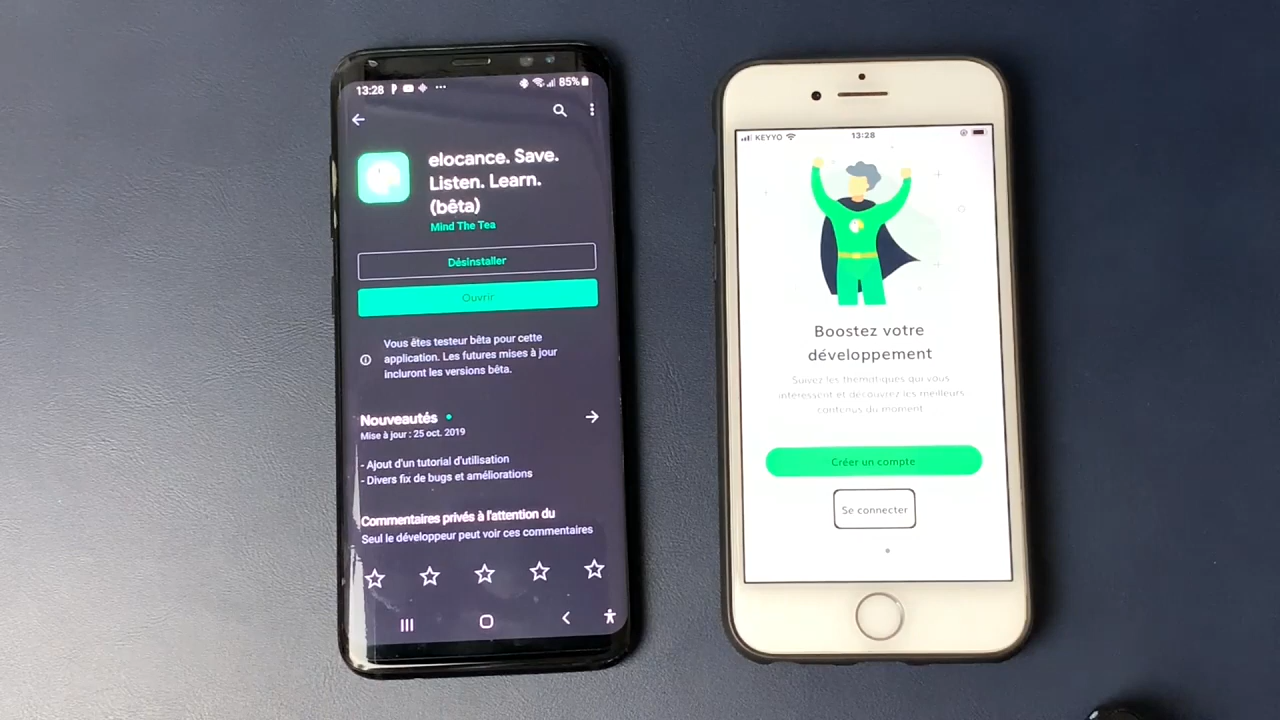 13:28
85%
elocance. Save.
Listen. Learn.
(bêta)
Mind The Tea
Désinstaller
Ouvrir
Vous êtes testeur bêta pour cette
application. Les futures mises à jour
incluront les versions bêta.
Nouveautés
Mise à jour : 25 oct. 2019
- Ajout d'un tutorial d'utilisation
- Divers fix de bugs et améliorations
Commentaires privés à l'attention du
Seul le développeur peut voir ces commentaires
KEYYO
13:28
Boostez votre
développement
Suivez les thématiques qui vous
intéressent et découvrez les meilleurs
contenus du moment.
Créer un compte
Se connecter